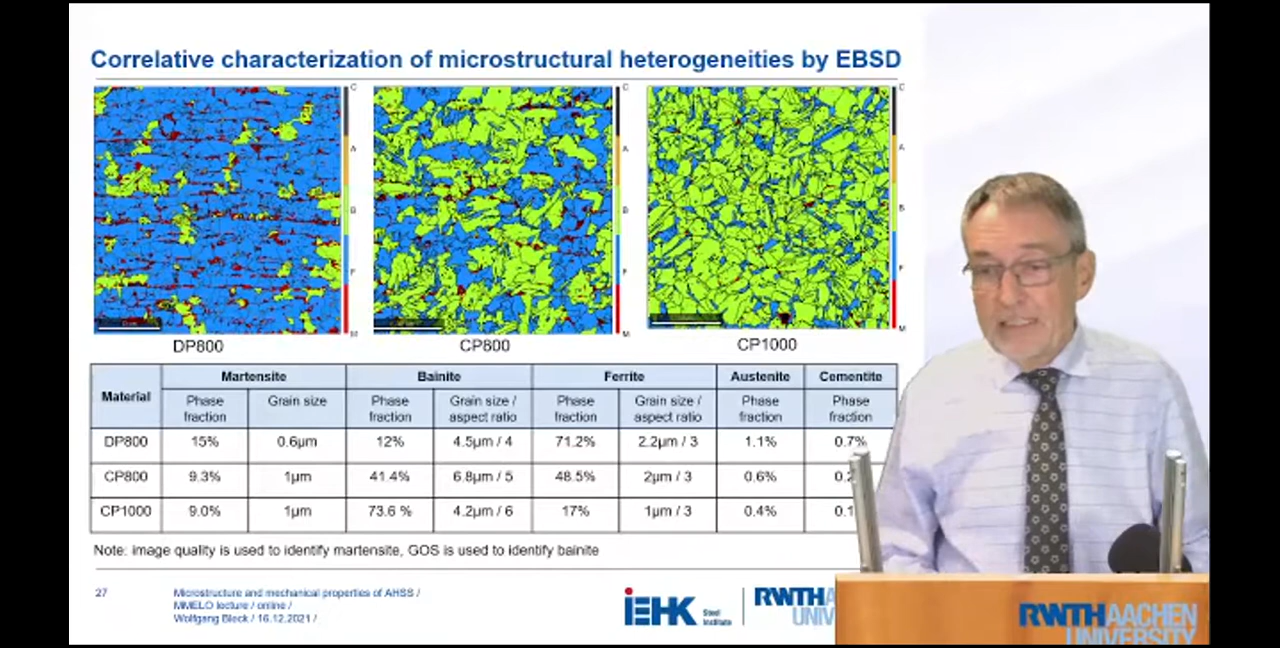 Correlative characterization of microstructural heterogeneities by EBSD
C C C
A A A
B B B
F F F
M M M
DP800 CP800 CP1000
Material Martensite Bainite Ferrite Austenite Cementite
Phase fraction Grain size Phase fraction Grain size / aspect ratio Phase fraction Grain size / aspect ratio Phase fraction Phase fraction
DP800 15% 0.6µm 12% 4.5µm / 4 71.2% 2.2µm / 3 1.1% 0.7%
CP800 9.3% 1µm 41.4% 6.8µm / 5 48.5% 2µm / 3 0.6%
CP1000 9.0% 1µm 73.6 % 4.2µm / 6 17% 1µm / 3 0.4%
Note: image quality is used to identify martensite, GOS is used to identify bainite
27
Microstructure and mechanical properties of AHSS /
MMELO lecture / online /
Wolfgang Bleck / 16.12.2021 /
iEHK Steel Institute
RWTH
RWTH AACHEN
UNIVERSITY